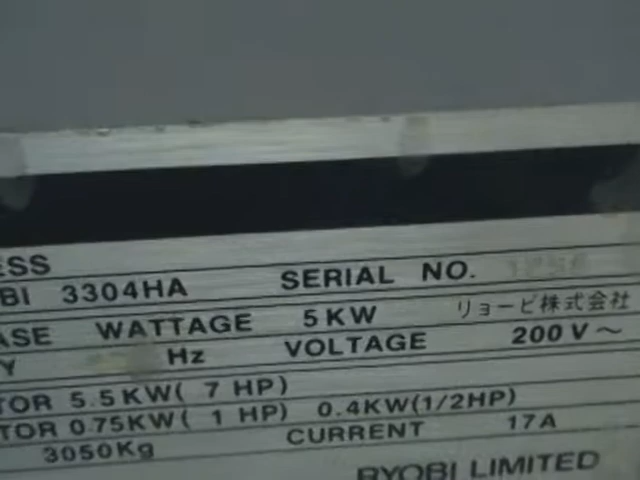 ESS
BI 3304HA SERIAL NO.
ASE WATTAGE 5KW リョービ株式会社
Y Hz VOLTAGE 200V～
TOR 5.5KW( 7 HP)
TOR 0.75KW( 1 HP) 0.4KW(1/2HP)
3050Kg CURRENT 17A
RYOBI LIMITED